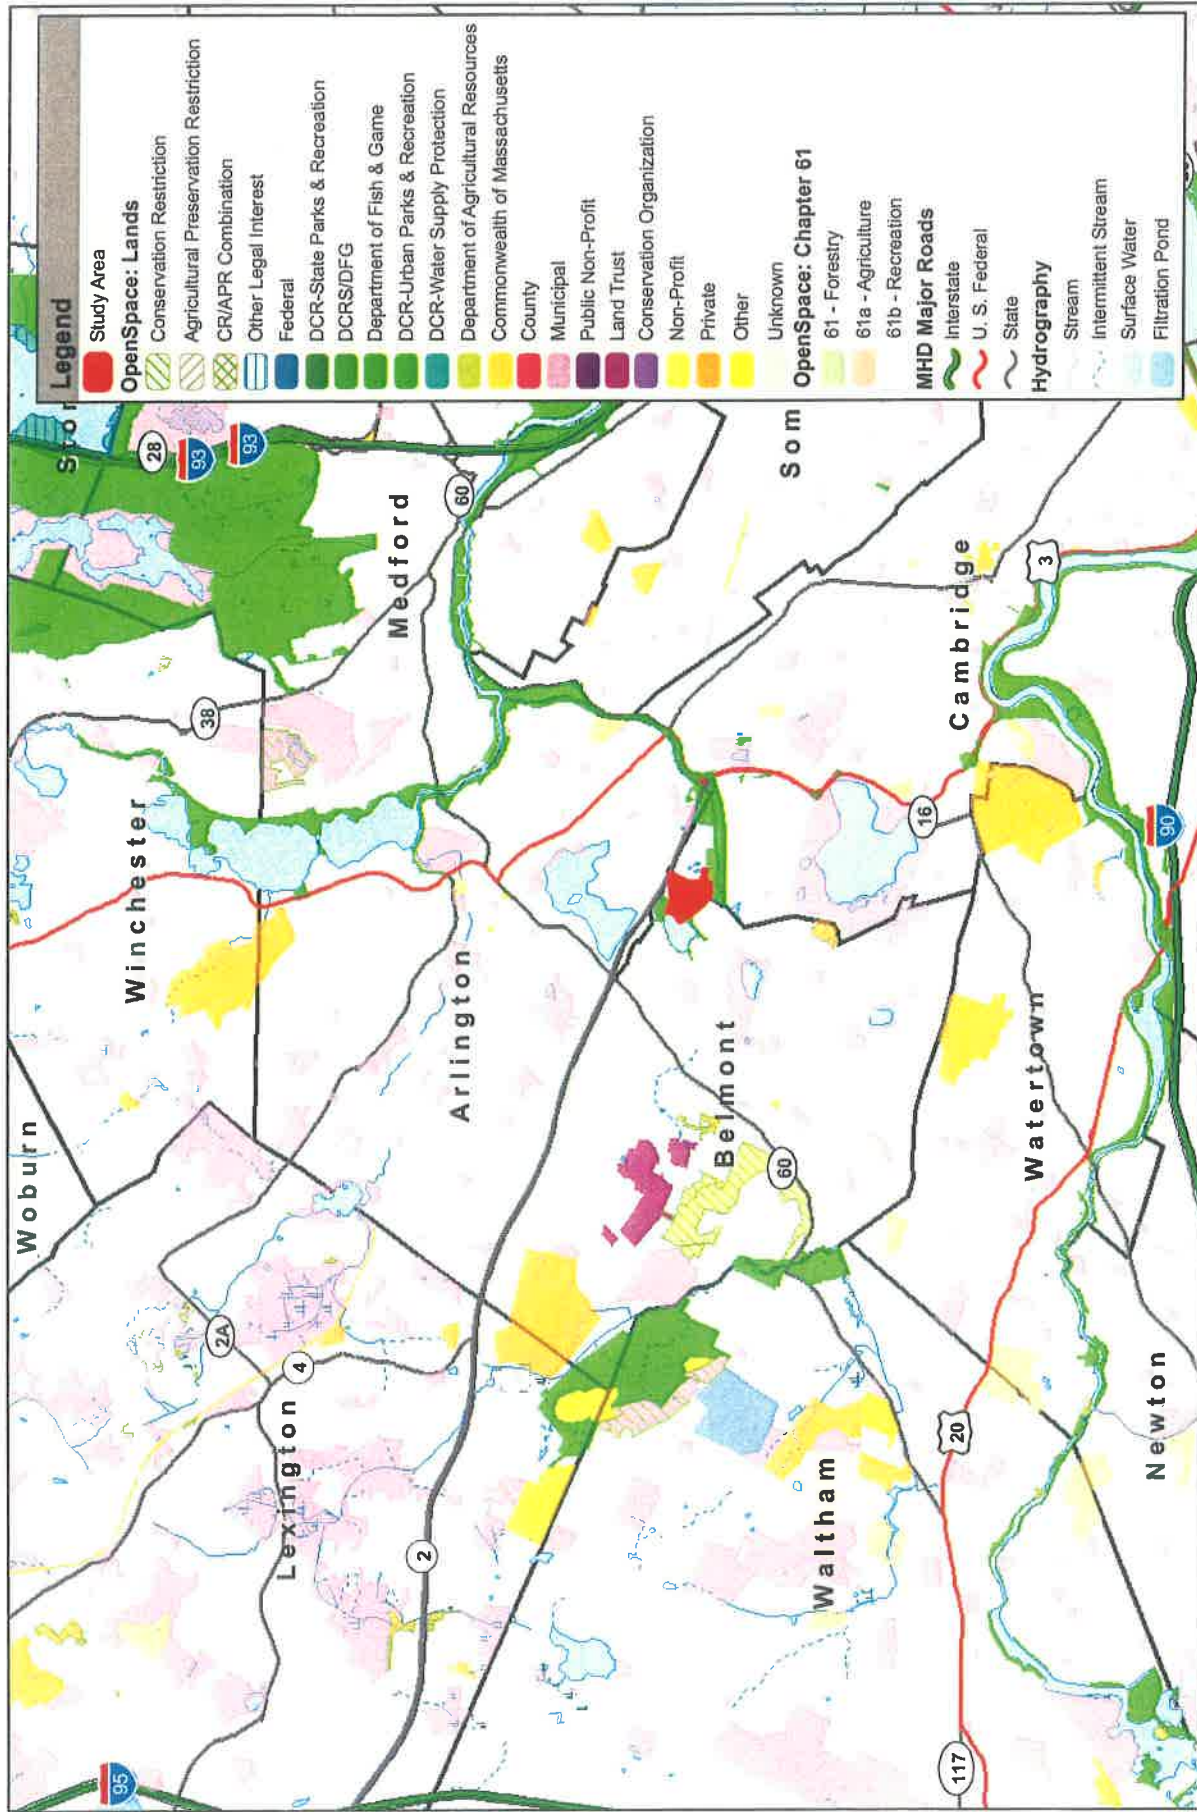 Legend
Study Area
OpenSpace: Lands
Conservation Restriction
Agricultural Preservation Restriction
CR/APR Combination
Other Legal Interest
Federal
DCR-State Parks & Recreation
DCRS/DFG
Department of Fish & Game
DCR-Urban Parks & Recreation
DCR-Water Supply Protection
Department of Agricultural Resources
Commonwealth of Massachusetts
County
Municipal
Public Non-Profit
Land Trust
Conservation Organization
Non-Profit
Private
Other
Unknown
OpenSpace: Chapter 61
61 - Forestry
61a - Agriculture
61b - Recreation
MHD Major Roads
Interstate
U. S. Federal
State
Hydrography
Stream
Intermittent Stream
Surface Water
Filtration Pond
Woburn
Winchester
Ston
28
93
93
38
Medford
60
2A
4
Lexington
Arlington
95
2
Som
Belmont
60
Cambridge
3
16
Waltham
Watertown
20
90
117
Newton